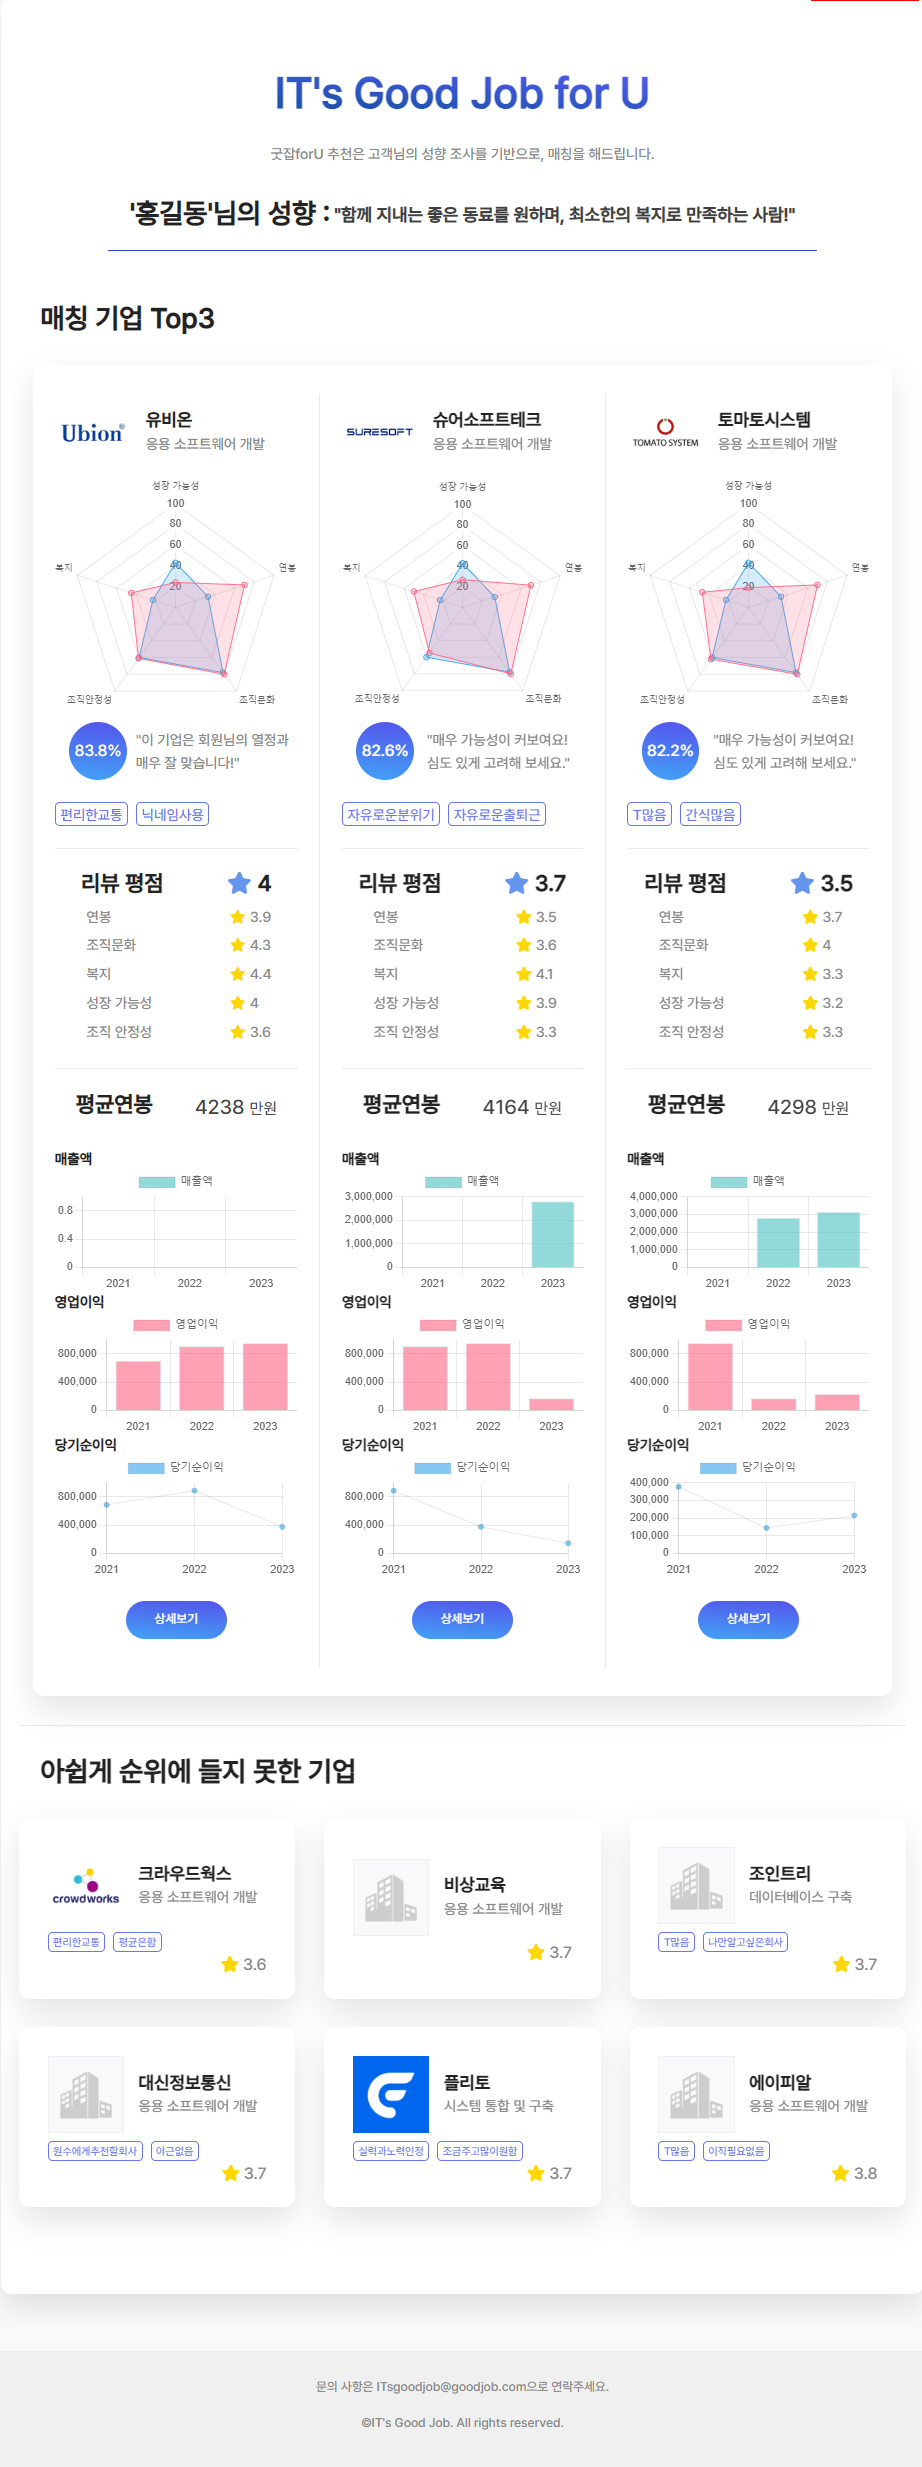 IT's Good Job for U
굿잡forU 추천은 고객님의 성향 조사를 기반으로, 매칭을 해드립니다.
'홍길동'님의 성향 : "함께 지내는 좋은 동료를 원하며, 최소한의 복지로 만족하는 사람!"
매칭 기업 Top3
Ubion®
유비온
응용 소프트웨어 개발
성장 가능성
100
80
60
40
20
복지
연봉
조직안정성
조직문화
83.8%
"이 기업은 회원님의 열정과
매우 잘 맞습니다!"
편리한교통 닉네임사용
리뷰 평점 4
연봉 3.9
조직문화 4.3
복지 4.4
성장 가능성 4
조직 안정성 3.6
평균연봉 4238 만원
매출액
매출액
0.8
0.4
0
2021 2022 2023
영업이익
영업이익
800,000
400,000
0
2021 2022 2023
당기순이익
당기순이익
800,000
400,000
0
2021 2022 2023
상세보기
SURESOFT
슈어소프트테크
응용 소프트웨어 개발
성장 가능성
100
80
60
40
20
복지
연봉
조직안정성
조직문화
82.6%
"매우 가능성이 커보여요!
심도 있게 고려해 보세요."
자유로운분위기 자유로운출퇴근
리뷰 평점 3.7
연봉 3.5
조직문화 3.6
복지 4.1
성장 가능성 3.9
조직 안정성 3.3
평균연봉 4164 만원
매출액
매출액
3,000,000
2,000,000
1,000,000
0
2021 2022 2023
영업이익
영업이익
800,000
400,000
0
2021 2022 2023
당기순이익
당기순이익
800,000
400,000
0
2021 2022 2023
상세보기
TOMATO SYSTEM
토마토시스템
응용 소프트웨어 개발
성장 가능성
100
80
60
40
20
복지
연봉
조직안정성
조직문화
82.2%
"매우 가능성이 커보여요!
심도 있게 고려해 보세요."
T많음 간식많음
리뷰 평점 3.5
연봉 3.7
조직문화 4
복지 3.3
성장 가능성 3.2
조직 안정성 3.3
평균연봉 4298 만원
매출액
매출액
4,000,000
3,000,000
2,000,000
1,000,000
0
2021 2022 2023
영업이익
영업이익
800,000
400,000
0
2021 2022 2023
당기순이익
당기순이익
400,000
300,000
200,000
100,000
0
2021 2022 2023
상세보기
아쉽게 순위에 들지 못한 기업
crowdworks
크라우드웍스
응용 소프트웨어 개발
편리한교통 평균은함
3.6
비상교육
응용 소프트웨어 개발
3.7
조인트리
데이터베이스 구축
T많음 나만알고싶은회사
3.7
대신정보통신
응용 소프트웨어 개발
원수에게추천할회사 야근없음
3.7
플리토
시스템 통합 및 구축
실력과노력인정 조금주고많이원함
3.7
에이피알
응용 소프트웨어 개발
T많음 이직필요없음
3.8
문의 사항은 ITsgoodjob@goodjob.com으로 연락주세요.
©IT's Good Job. All rights reserved.